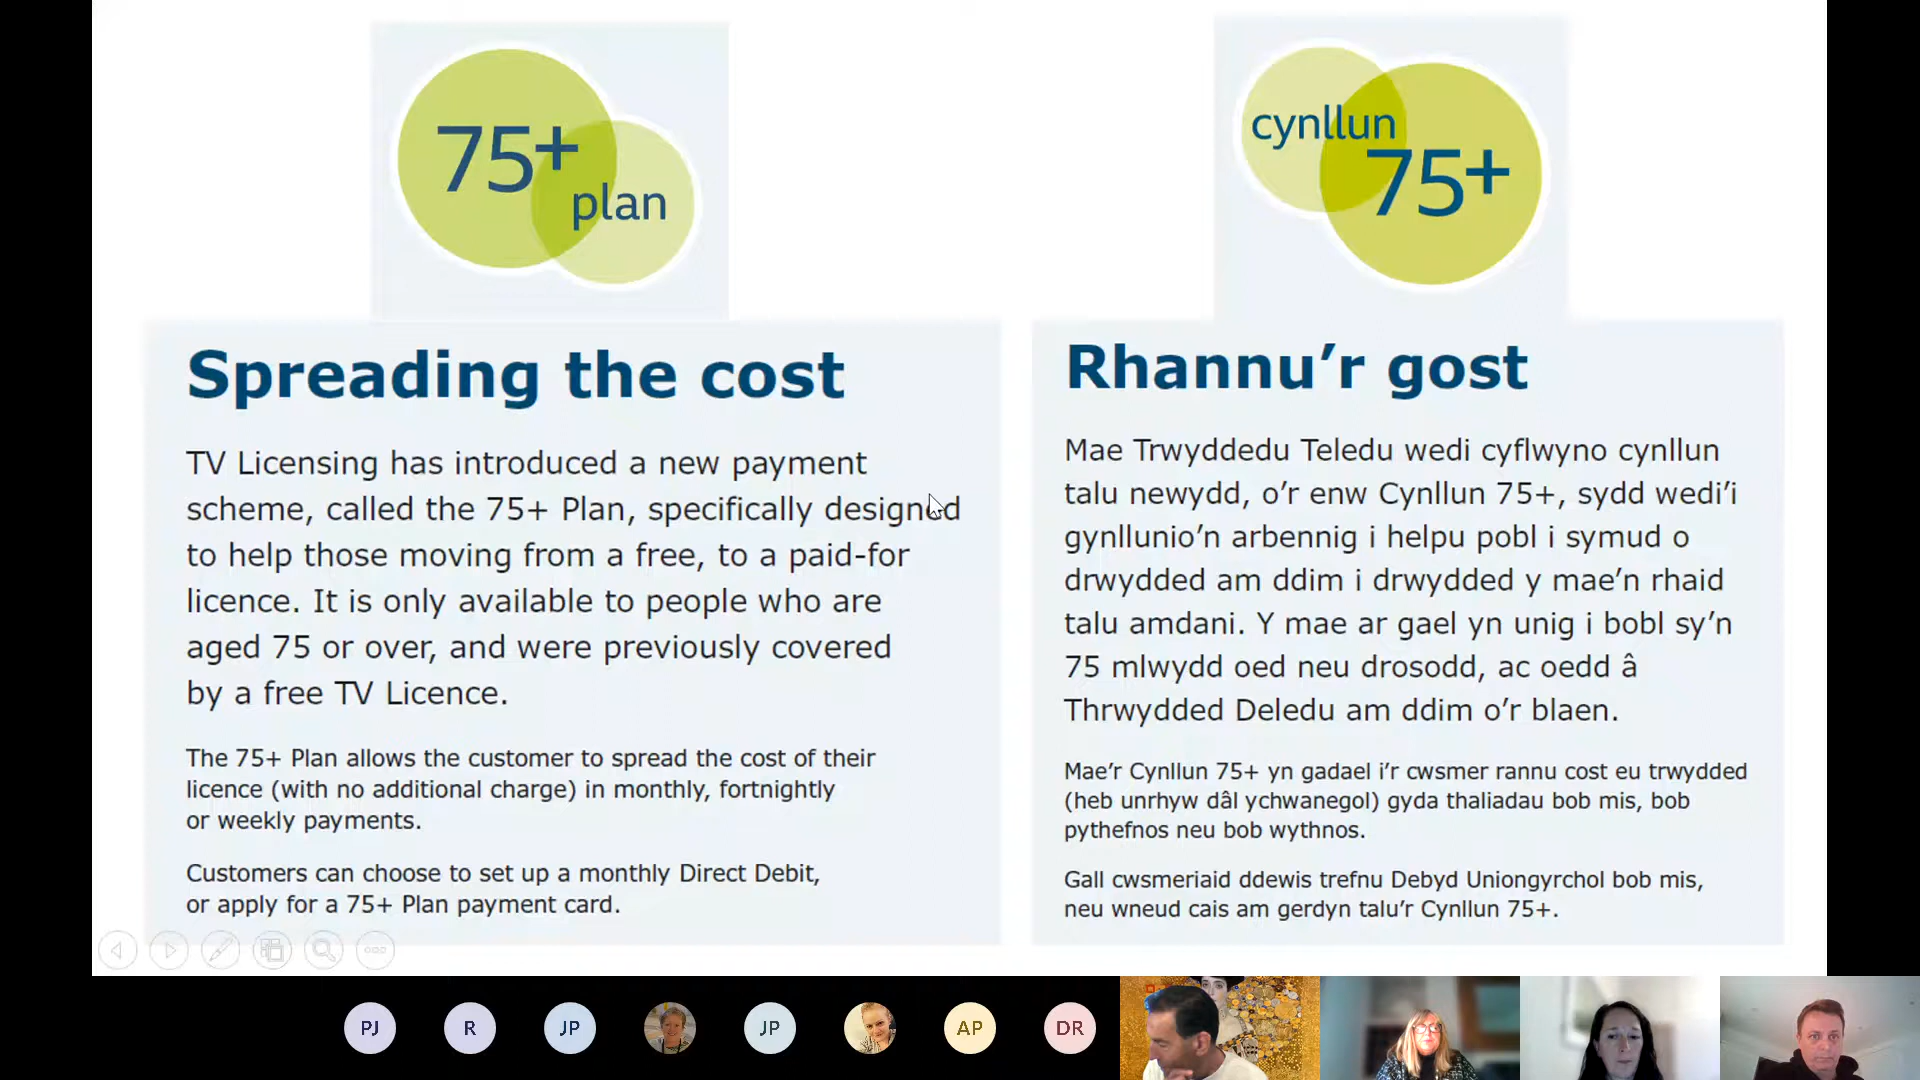 75+
plan
Spreading the cost
TV Licensing has introduced a new payment
scheme, called the 75+ Plan, specifically designed
to help those moving from a free, to a paid-for
licence. It is only available to people who are
aged 75 or over, and were previously covered
by a free TV Licence.
The 75+ Plan allows the customer to spread the cost of their
licence (with no additional charge) in monthly, fortnightly
or weekly payments.
Customers can choose to set up a monthly Direct Debit,
or apply for a 75+ Plan payment card.
cynllun
75+
Rhannu’r gost
Mae Trwyddedu Teledu wedi cyflwyno cynllun
talu newydd, o’r enw Cynllun 75+, sydd wedi’i
gynllunio’n arbennig i helpu pobl i symud o
drwydded am ddim i drwydded y mae’n rhaid
talu amdani. Y mae ar gael yn unig i bobl sy’n
75 mlwydd oed neu drosodd, ac oedd â
Thrwydded Deledu am ddim o’r blaen.
Mae’r Cynllun 75+ yn gadael i’r cwsmer rannu cost eu trwydded
(heb unrhyw dâl ychwanegol) gyda thaliadau bob mis, bob
pythefnos neu bob wythnos.
Gall cwsmeriaid ddewis trefnu Debyd Uniongyrchol bob mis,
neu wneud cais am gerdyn talu’r Cynllun 75+.
PJ
R
JP
JP
AP
DR